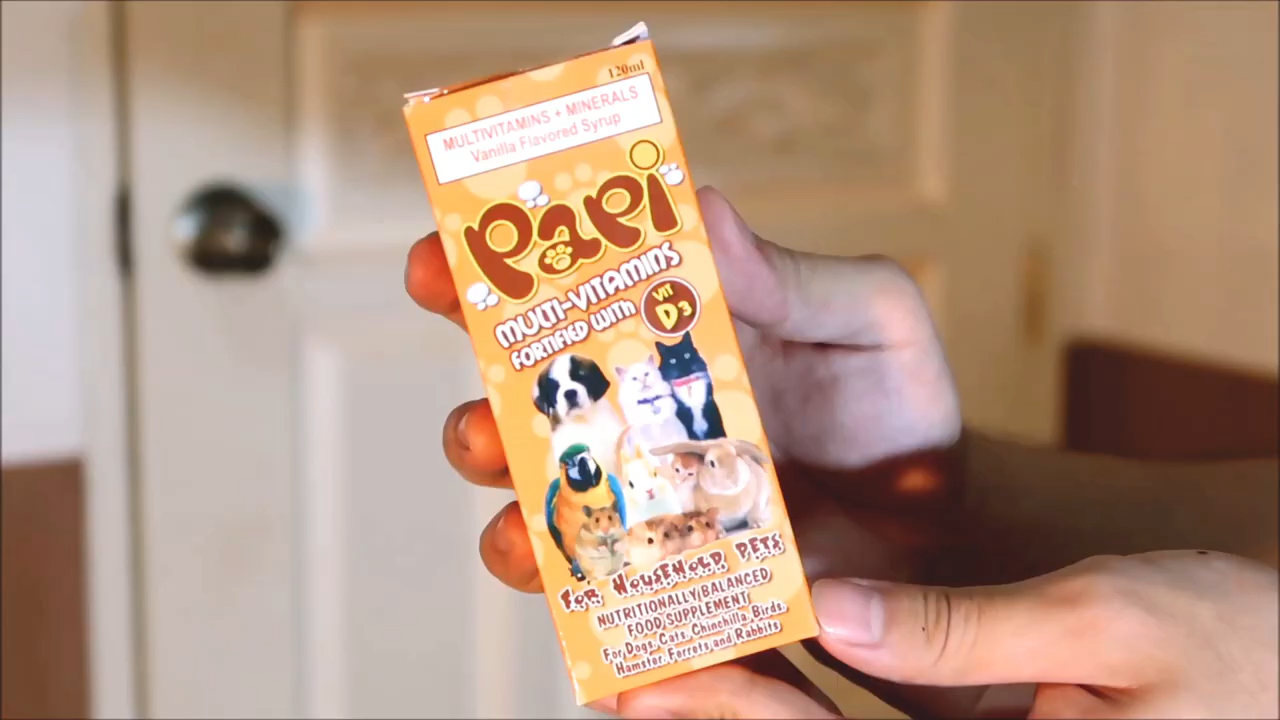 120ml
MULTIVITAMINS + MINERALS
Vanilla Flavored Syrup
Papi
MULTI-VITAMINS
FORTIFIED WITH VIT D3
FOR HOUSEHOLD PETS
NUTRITIONALLY BALANCED
FOOD SUPPLEMENT
For Dogs, Cats, Chinchilla, Birds,
Hamster, Ferrets and Rabbits